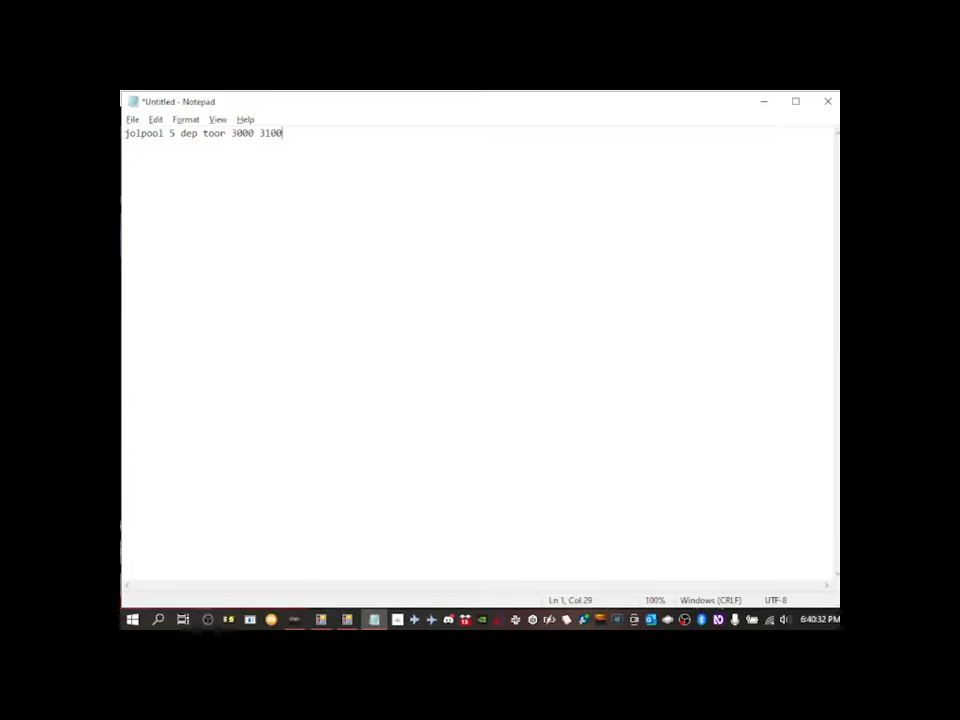 *Untitled - Notepad
File Edit Format View Help
jolpool 5 dep toor 3000 3100
Ln 1, Col 29 100% Windows (CRLF) UTF-8
6:40:32 PM